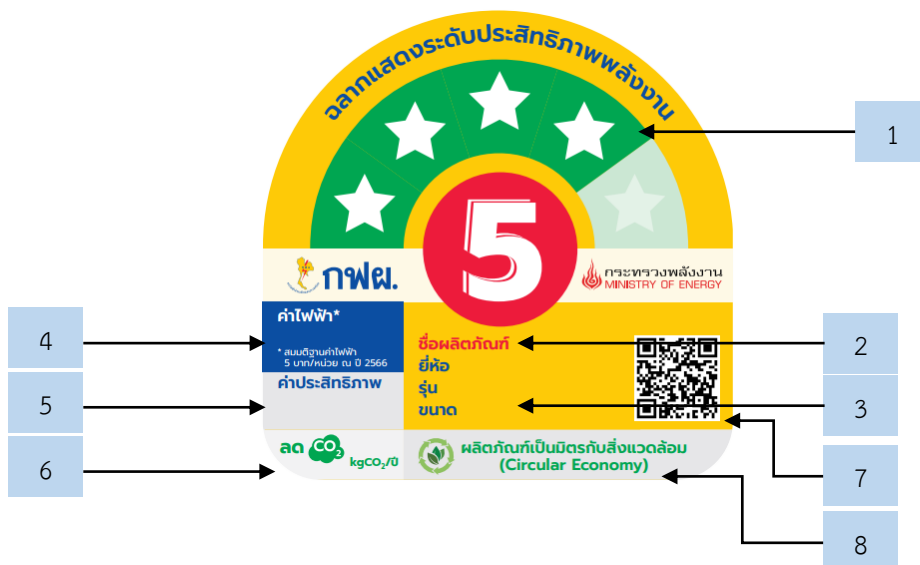 ฉลากแสดงระดับประสิทธิภาพพลังงาน
1
5
กฟผ.
กระทรวงพลังงาน
MINISTRY OF ENERGY
ค่าไฟฟ้า*
* สมมติฐานค่าไฟฟ้า
5 บาท/หน่วย ณ ปี 2566
4
ชื่อผลิตภัณฑ์
2
ค่าประสิทธิภาพ
5
ยี่ห้อ
รุ่น
ขนาด
3
ลด CO2
kgCO2/ปี
6
ผลิตภัณฑ์เป็นมิตรกับสิ่งแวดล้อม
(Circular Economy)
7
8